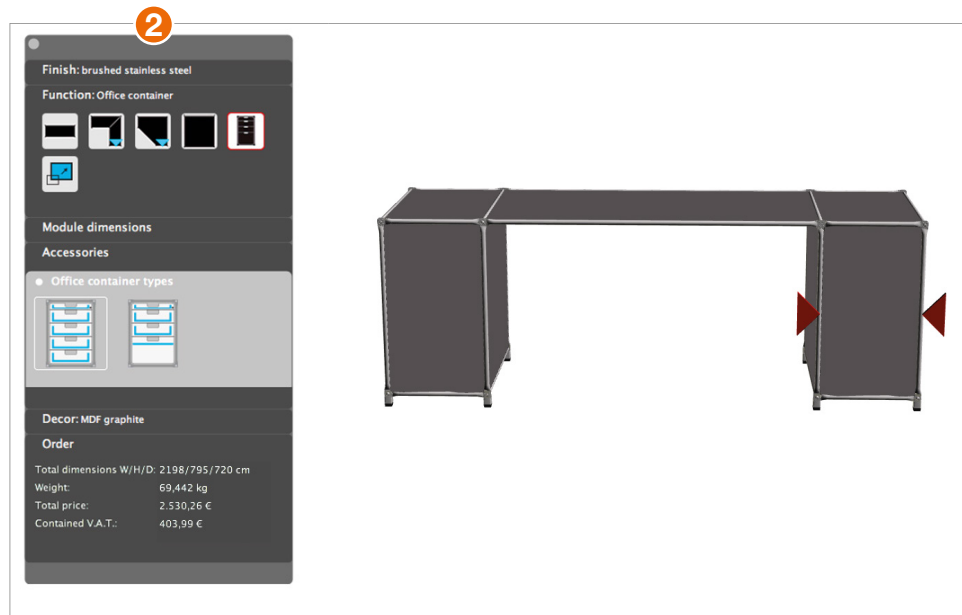 2
Finish: brushed stainless steel
Function: Office container
Module dimensions
Accessories
Office container types
Decor: MDF graphite
Order
Total dimensions W/H/D: 2198/795/720 cm
Weight: 69,442 kg
Total price: 2.530,26 €
Contained V.A.T.: 403,99 €